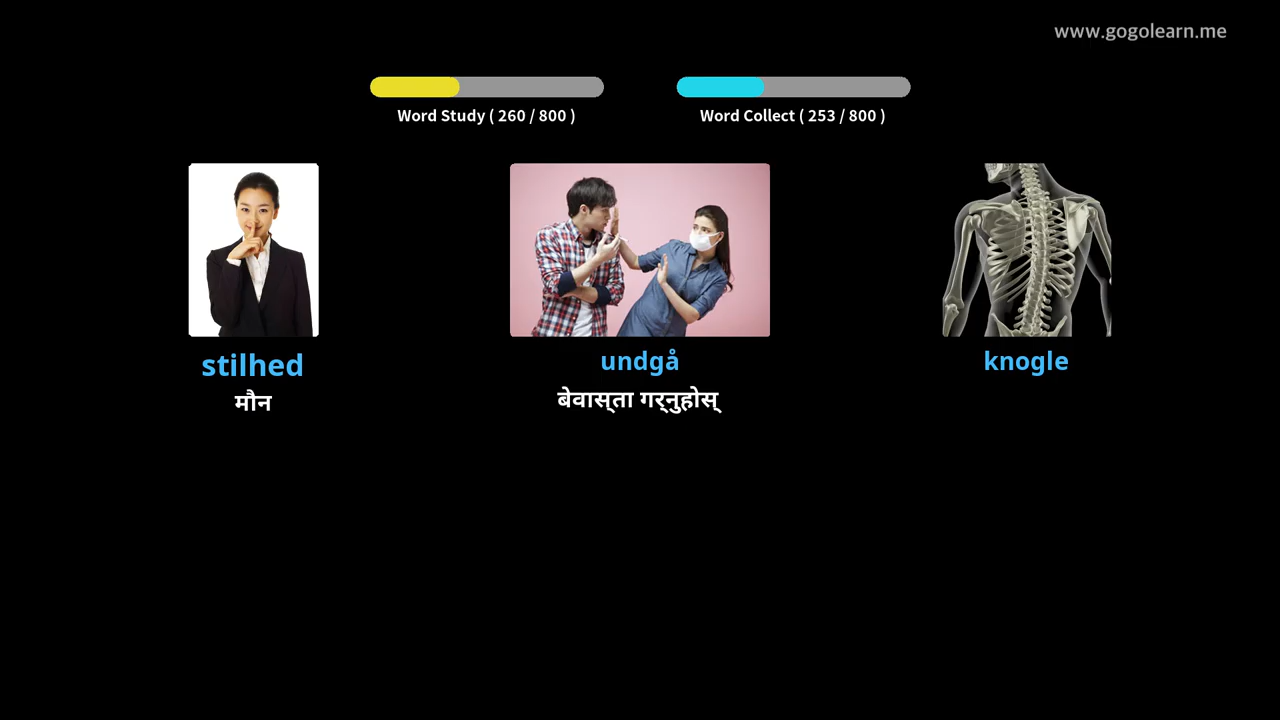 www.gogolearn.me
Word Study ( 260 / 800 )
Word Collect ( 253 / 800 )
stilhed
undgå
knogle
मौन
बेवास्ता गर्नुहोस्